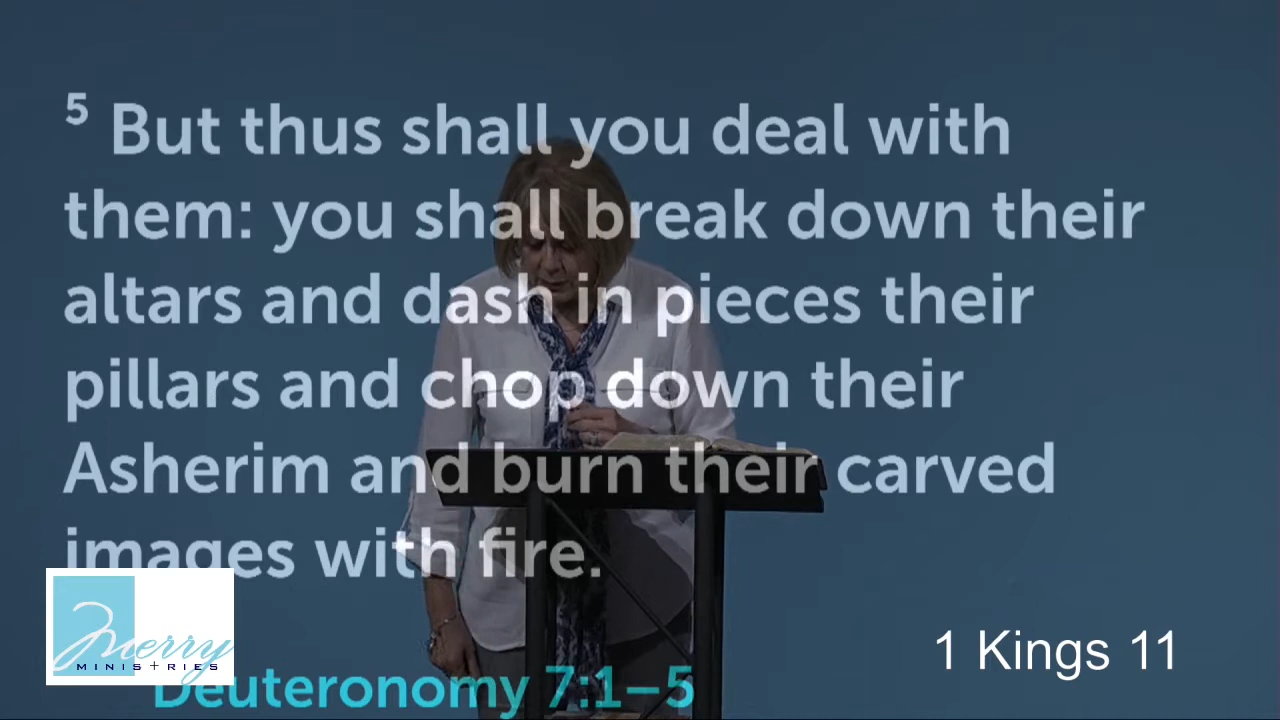 5 But thus shall you deal with
them: you shall break down their
altars and dash in pieces their
pillars and chop down their
Asherim and burn their carved
images with fire.
Merry
MINISTRIES
1 Kings 11
Deuteronomy 7:1–5